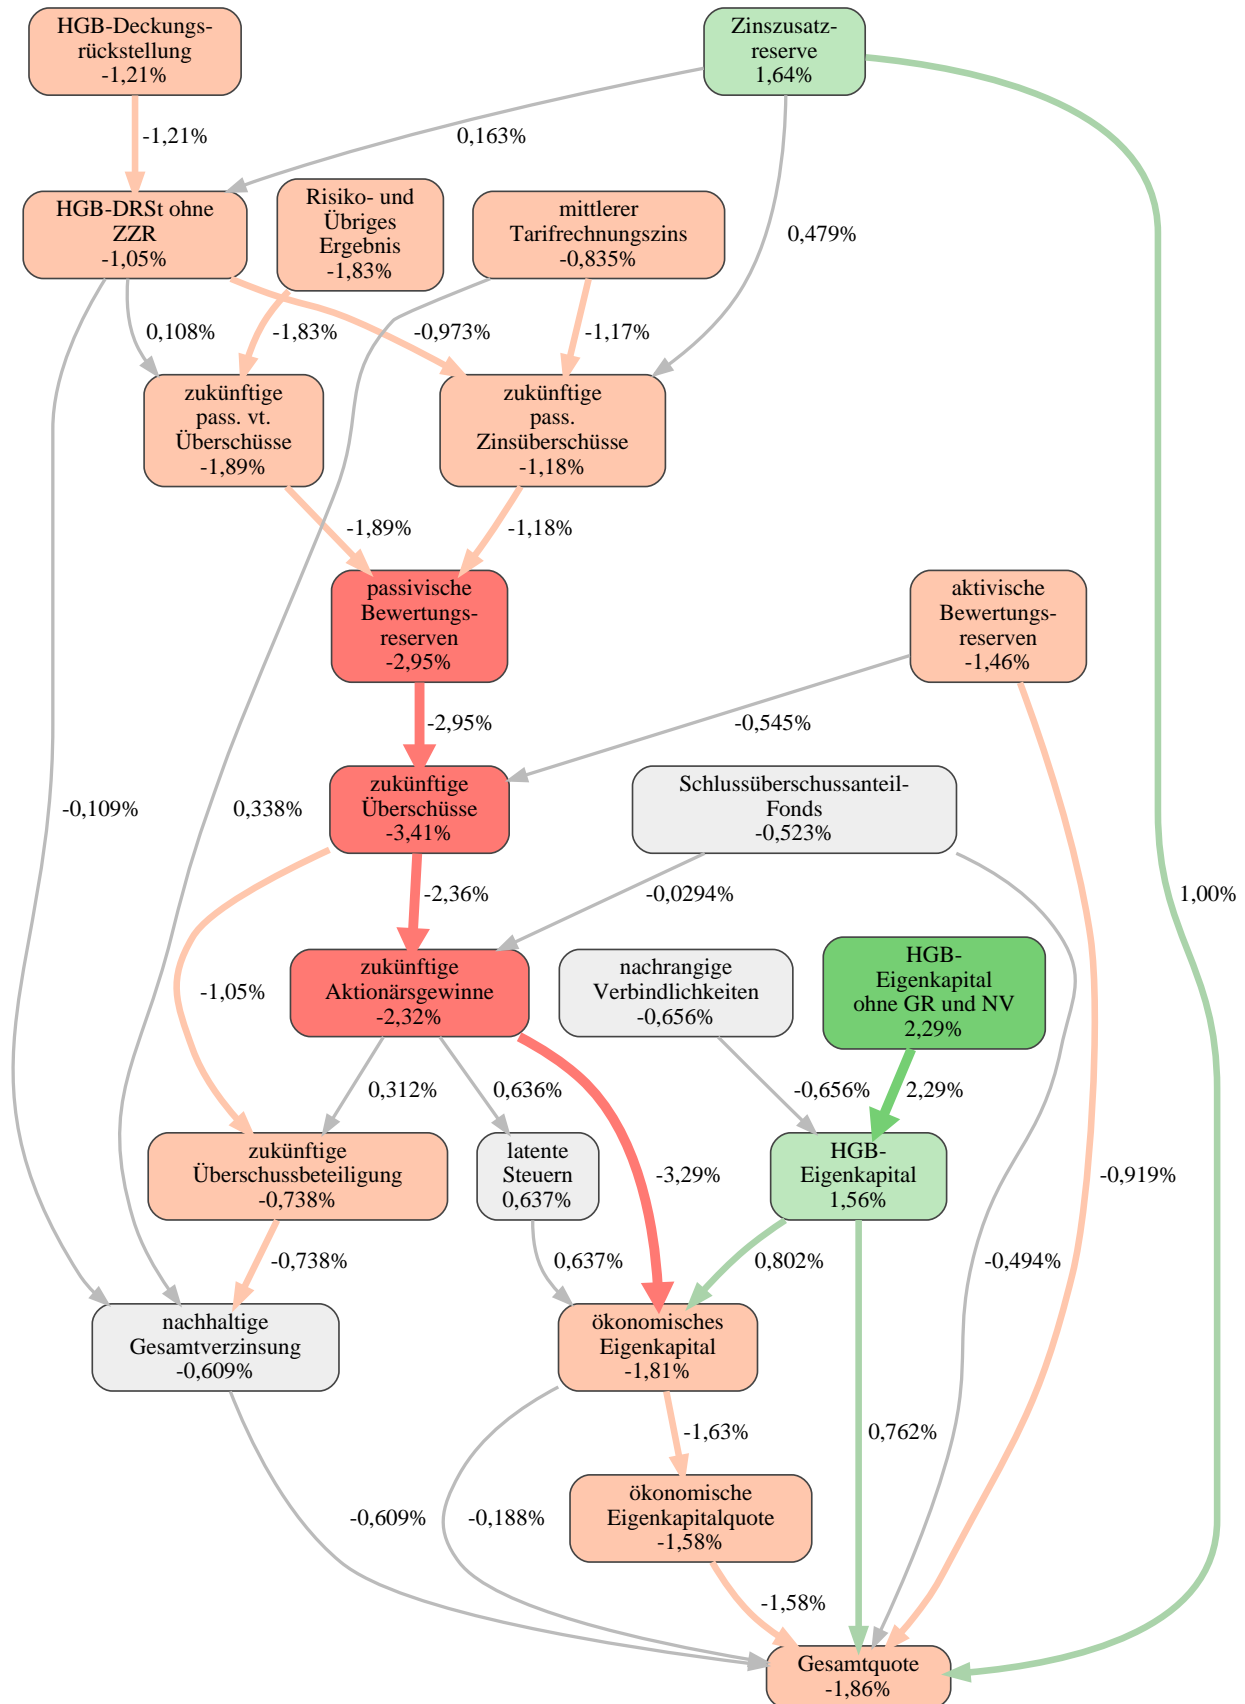 HGB-Deckungs-
rückstellung
-1,21%
Zinszusatz-
reserve
1,64%
-1,21%
0,163%
HGB-DRSt ohne
ZZR
-1,05%
Risiko- und
Übriges
Ergebnis
-1,83%
mittlerer
Tarifrechnungszins
-0,835%
0,479%
0,108%
-1,83%
-0,973%
-1,17%
zukünftige
pass. vt.
Überschüsse
-1,89%
zukünftige
pass.
Zinsüberschüsse
-1,18%
-1,89%
-1,18%
passivische
Bewertungs-
reserven
-2,95%
aktivische
Bewertungs-
reserven
-1,46%
-2,95%
-0,545%
zukünftige
Überschüsse
-3,41%
Schlussüberschussanteil-
Fonds
-0,523%
-0,109%
0,338%
-2,36%
-0,0294%
1,00%
zukünftige
Aktionärsgewinne
-2,32%
nachrangige
Verbindlichkeiten
-0,656%
HGB-
Eigenkapital
ohne GR und NV
2,29%
-1,05%
0,312%
0,636%
-0,656%
2,29%
zukünftige
Überschussbeteiligung
-0,738%
latente
Steuern
0,637%
-3,29%
HGB-
Eigenkapital
1,56%
-0,919%
-0,738%
0,637%
0,802%
-0,494%
nachhaltige
Gesamtverzinsung
-0,609%
ökonomisches
Eigenkapital
-1,81%
-1,63%
0,762%
ökonomische
Eigenkapitalquote
-1,58%
-0,609%
-0,188%
-1,58%
Gesamtquote
-1,86%